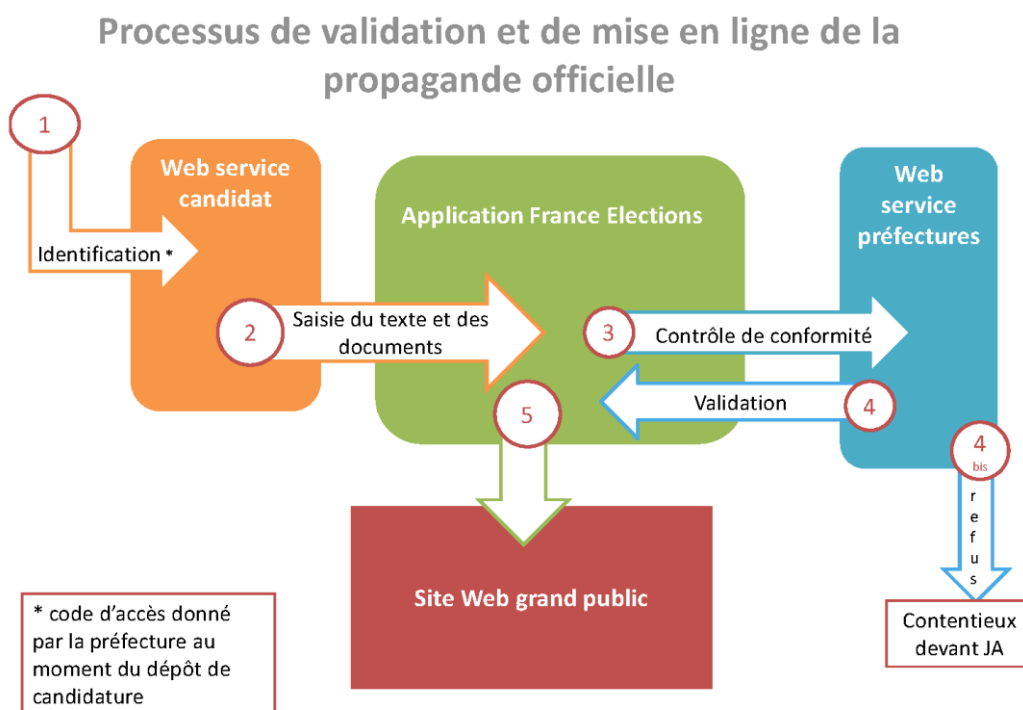 Processus de validation et de mise en ligne de la
propagande officielle
1
Web service
candidat
Identification *
Application France Elections
Web
service
préfectures
2
Saisie du texte et des
documents
3
Contrôle de conformité
Validation
4
5
4
bis
refus
Site Web grand public
Contentieux
devant JA
* code d’accès donné
par la préfecture au
moment du dépôt de
candidature